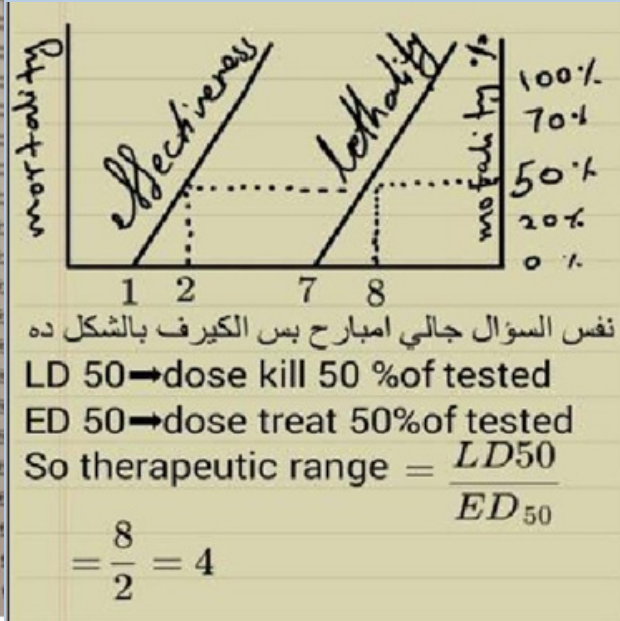 mortality
effectiveness
lethality
motality %
100%
70%
50%
20%
0 %
1 2 7 8
نفس السؤال جالي امبارح بس الكيرف بالشكل ده
LD 50➡dose kill 50 %of tested
ED 50➡dose treat 50%of tested
So therapeutic range = LD50 / ED50
= 8/2 = 4